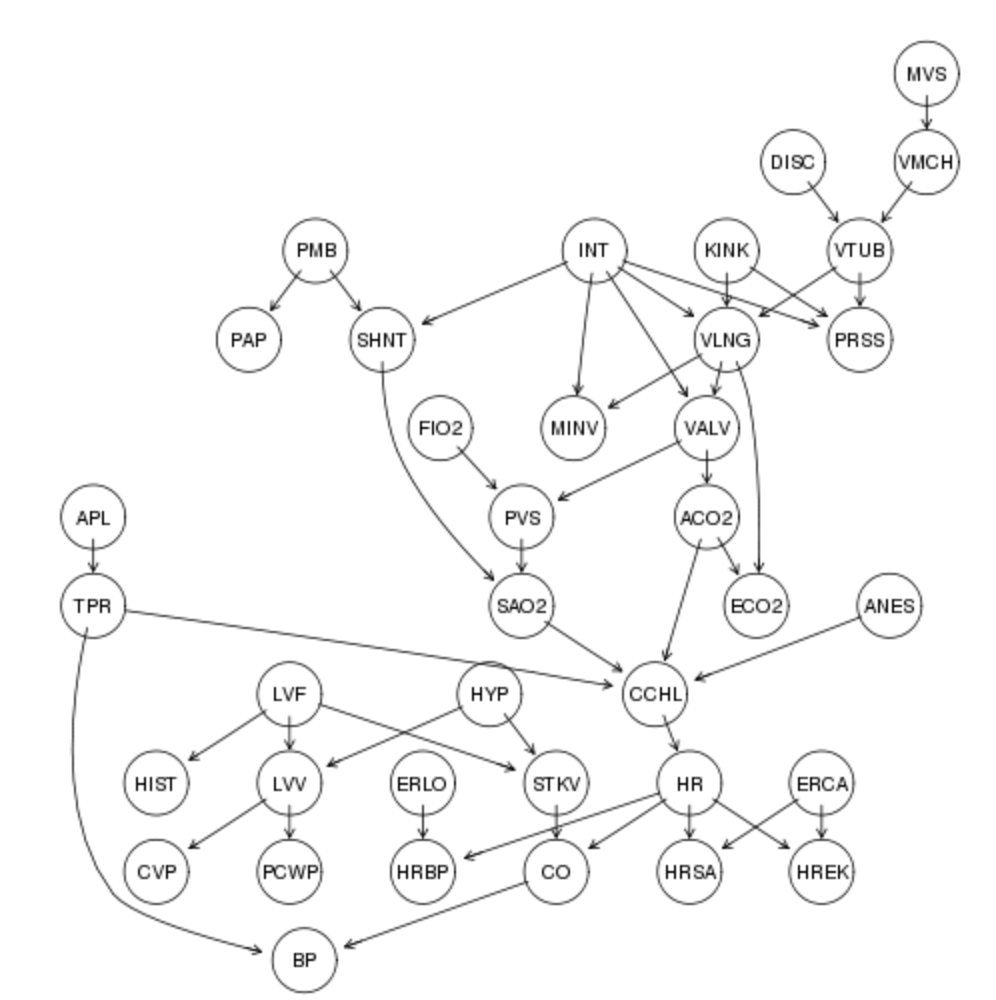 MVS
DISC VMCH
PMB INT KINK VTUB
PAP SHNT VLNG PRSS
FIO2 MINV VALV
APL PVS ACO2
TPR SAO2 ECO2 ANES
LVF HYP CCHL
HIST LVV ERLO STKV HR ERCA
CVP PCWP HRBP CO HRSA HREK
BP